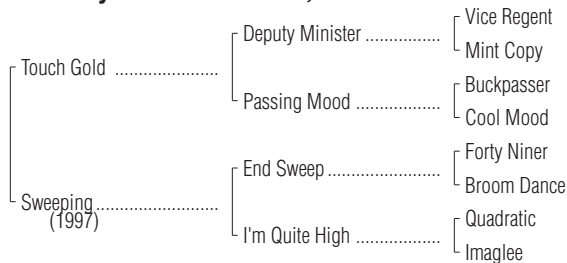 Vice Regent
Deputy Minister ................
Mint Copy
Touch Gold ......................
Buckpasser
Passing Mood ..................
Cool Mood
Forty Niner
End Sweep ........................
Broom Dance
Sweeping..........................
(1997)
Quadratic
I'm Quite High ..................
Imaglee